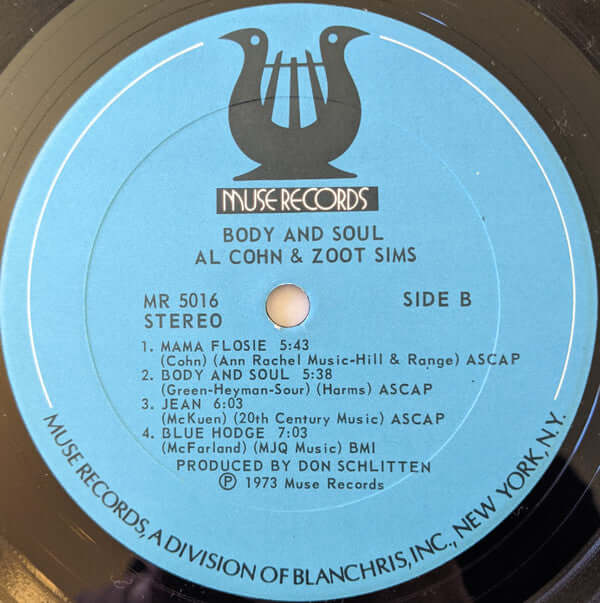 MUSE RECORDS
BODY AND SOUL
AL COHN & ZOOT SIMS
MR 5016
STEREO
SIDE B
1. MAMA FLOSIE 5:43
(Cohn) (Ann Rachel Music-Hill & Range) ASCAP
2. BODY AND SOUL 5:38
(Green-Heyman-Sour) (Harms) ASCAP
3. JEAN 6:03
(McKuen) (20th Century Music) ASCAP
4. BLUE HODGE 7:03
(McFarland) (MJQ Music) BMI
PRODUCED BY DON SCHLITTEN
Ⓟ 1973 Muse Records
MUSE RECORDS, A DIVISION OF BLANCHRIS, INC., NEW YORK, N.Y.